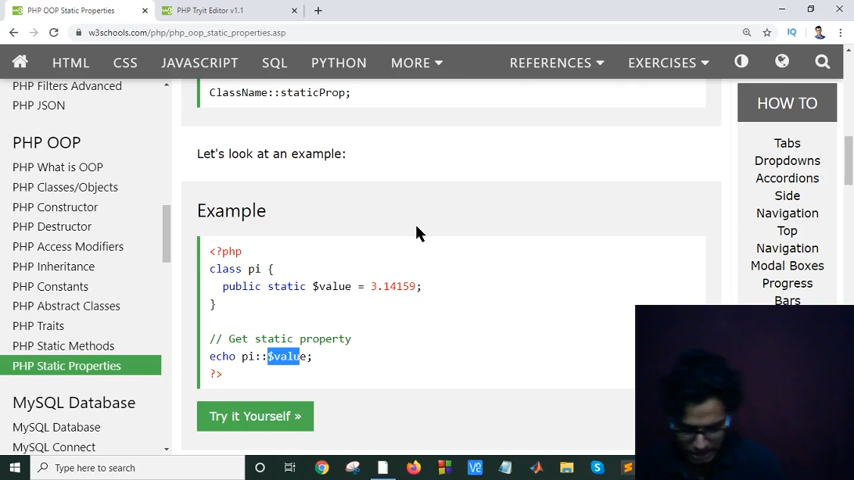 PHP OOP Static Properties
PHP Tryit Editor v1.1
w3schools.com/php/php_oop_static_properties.asp
HTML CSS JAVASCRIPT SQL PYTHON MORE REFERENCES EXERCISES
PHP Filters Advanced
PHP JSON
PHP OOP
PHP What is OOP
PHP Classes/Objects
PHP Constructor
PHP Destructor
PHP Access Modifiers
PHP Inheritance
PHP Constants
PHP Abstract Classes
PHP Traits
PHP Static Methods
PHP Static Properties
MySQL Database
MySQL Database
MySQL Connect
ClassName::staticProp;
Let's look at an example:
Example
<?php
class pi {
public static $value = 3.14159;
}
// Get static property
echo pi::$value;
?>
Try it Yourself »
HOW TO
Tabs
Dropdowns
Accordions
Side
Navigation
Top
Navigation
Modal Boxes
Progress
Bars
Type here to search